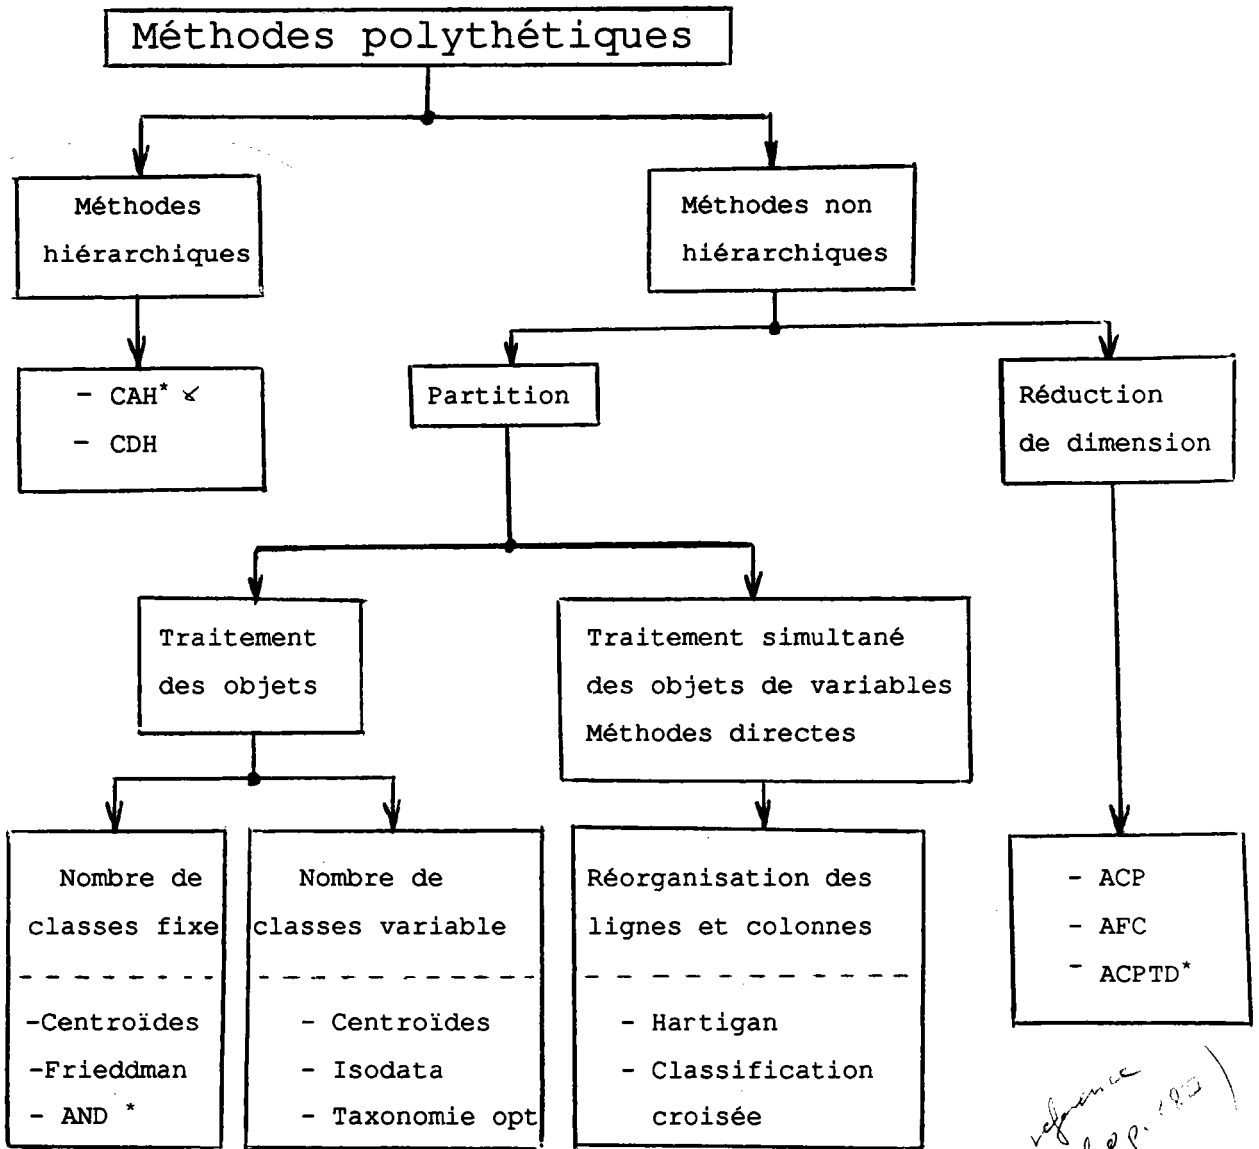 Méthodes polythétiques
Méthodes
hiérarchiques
Méthodes non
hiérarchiques
- CAH*
- CDH
Partition
Réduction
de dimension
Traitement
des objets
Traitement simultané
des objets de variables
Méthodes directes
Nombre de
classes fixe
-Centroïdes
-Frieddman
- AND *
Nombre de
classes variable
- Centroïdes
- Isodata
- Taxonomie opt
Réorganisation des
lignes et colonnes
- Hartigan
- Classification
croisée
- ACP
- AFC
- ACPTD*
reference